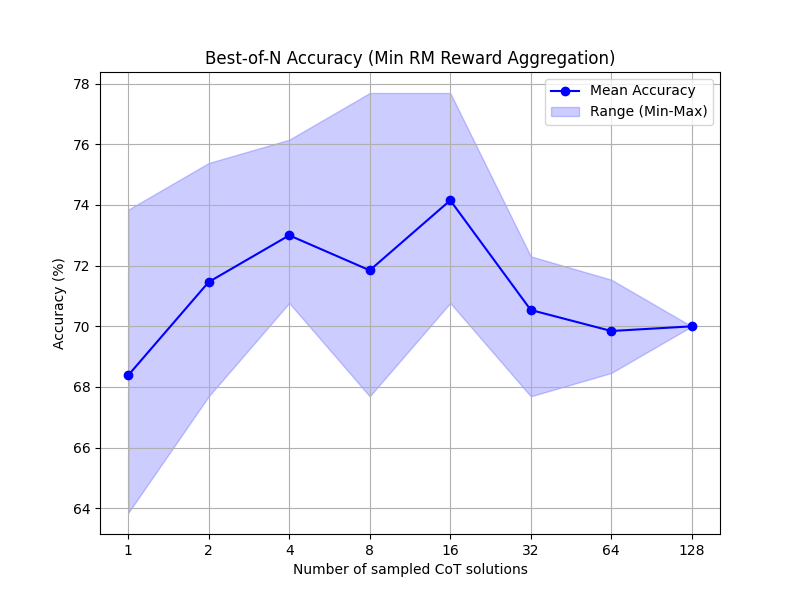 Best-of-N Accuracy (Min RM Reward Aggregation)
Mean Accuracy
Range (Min-Max)
Accuracy (%)
78
76
74
72
70
68
66
64
1 2 4 8 16 32 64 128
Number of sampled CoT solutions